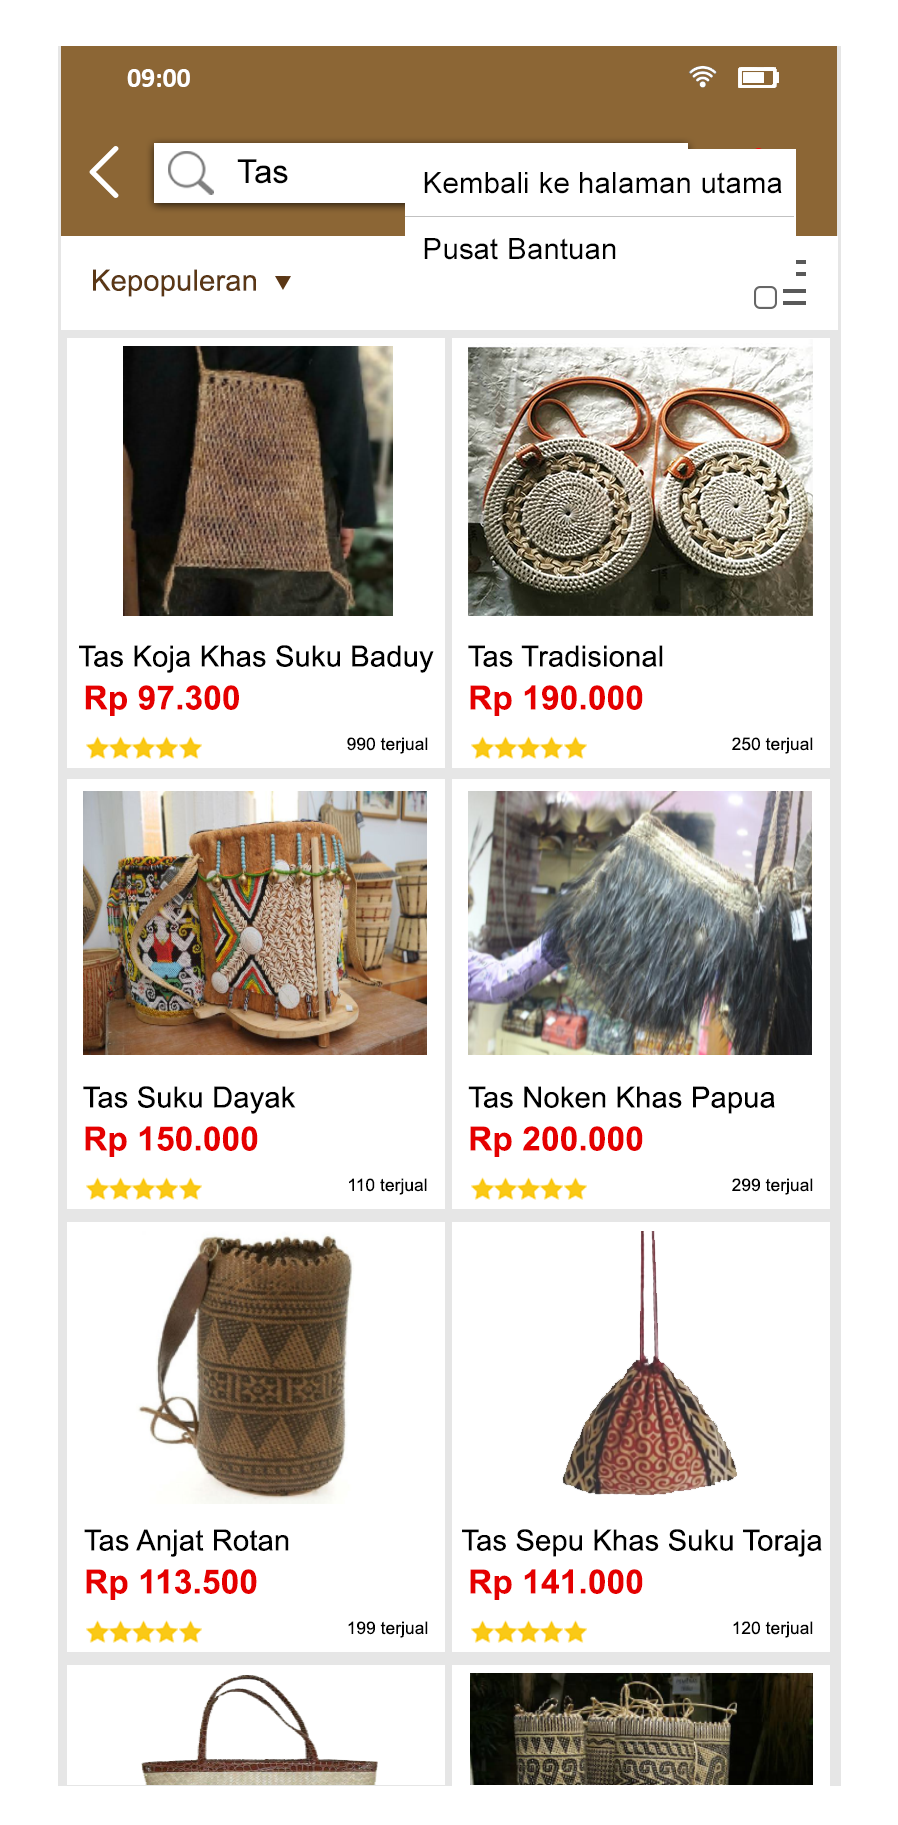 09:00
Tas
Kembali ke halaman utama
Pusat Bantuan
Kepopuleran ▼
Tas Koja Khas Suku Baduy
Rp 97.300
990 terjual
Tas Tradisional
Rp 190.000
250 terjual
Tas Suku Dayak
Rp 150.000
110 terjual
Tas Noken Khas Papua
Rp 200.000
299 terjual
Tas Anjat Rotan
Rp 113.500
199 terjual
Tas Sepu Khas Suku Toraja
Rp 141.000
120 terjual